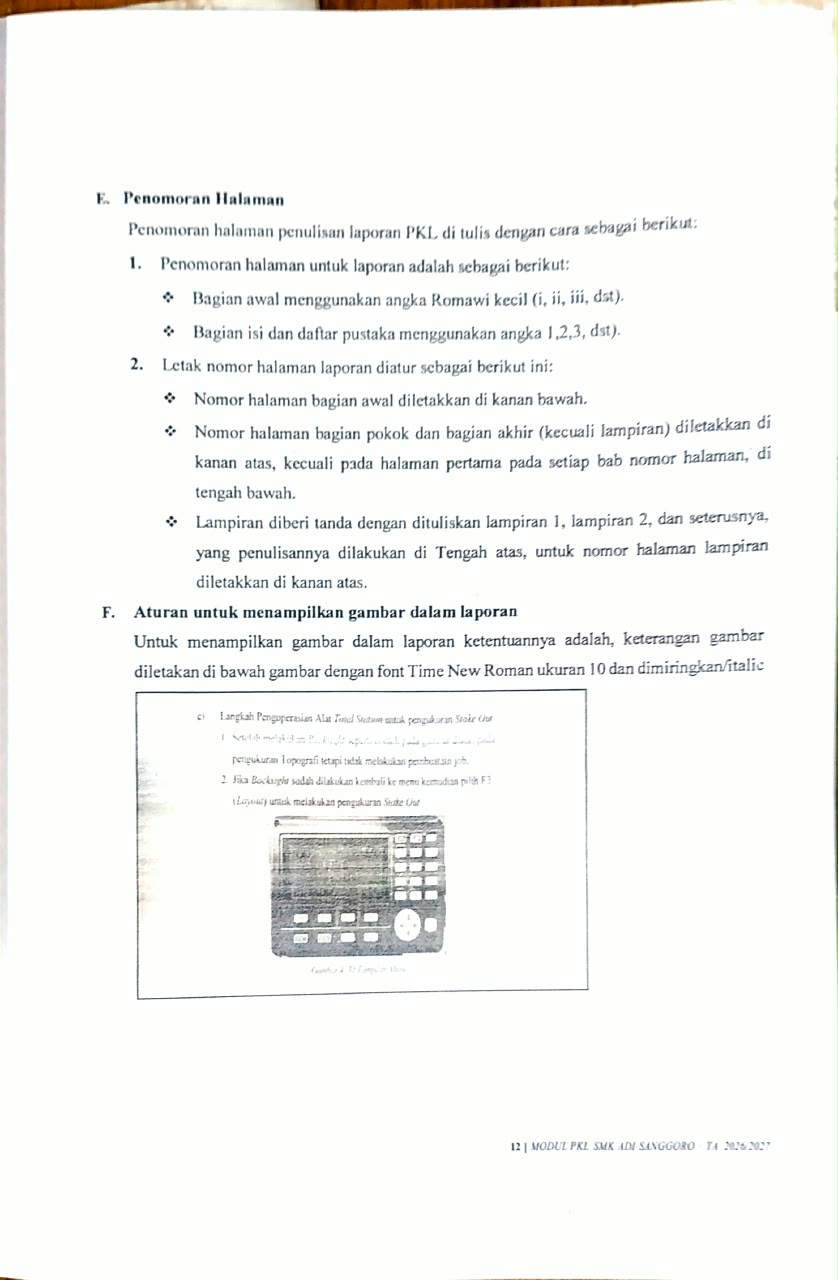 E. Penomoran Halaman
Penomoran halaman penulisan laporan PKL di tulis dengan cara sebagai berikut:
1. Penomoran halaman untuk laporan adalah sebagai berikut:
❖ Bagian awal menggunakan angka Romawi kecil (i, ii, iii, dst).
❖ Bagian isi dan daftar pustaka menggunakan angka 1,2,3, dst).
2. Letak nomor halaman laporan diatur sebagai berikut ini:
❖ Nomor halaman bagian awal diletakkan di kanan bawah.
❖ Nomor halaman bagian pokok dan bagian akhir (kecuali lampiran) diletakkan di
kanan atas, kecuali pada halaman pertama pada setiap bab nomor halaman, di
tengah bawah.
❖ Lampiran diberi tanda dengan dituliskan lampiran 1, lampiran 2, dan seterusnya,
yang penulisannya dilakukan di Tengah atas, untuk nomor halaman lampiran
diletakkan di kanan atas.
F. Aturan untuk menampilkan gambar dalam laporan
Untuk menampilkan gambar dalam laporan ketentuannya adalah, keterangan gambar
diletakan di bawah gambar dengan font Time New Roman ukuran 10 dan dimiringkan/italic
c) Langkah Pengoperasian Alat Total Station untuk pengukuran Stake Out
1. Setelah melakukan Backsight
pengukuran Topografi tetapi tidak melakukan pembuatan job.
2. Jika Backsight sudah dilakukan kembali ke menu kemudian pilih F3
(Layout) untuk melakukan pengukuran Stake Out
Gambar 4.
12 | MODUL PKL SMK ADI SANGGORO TA 2026/2027